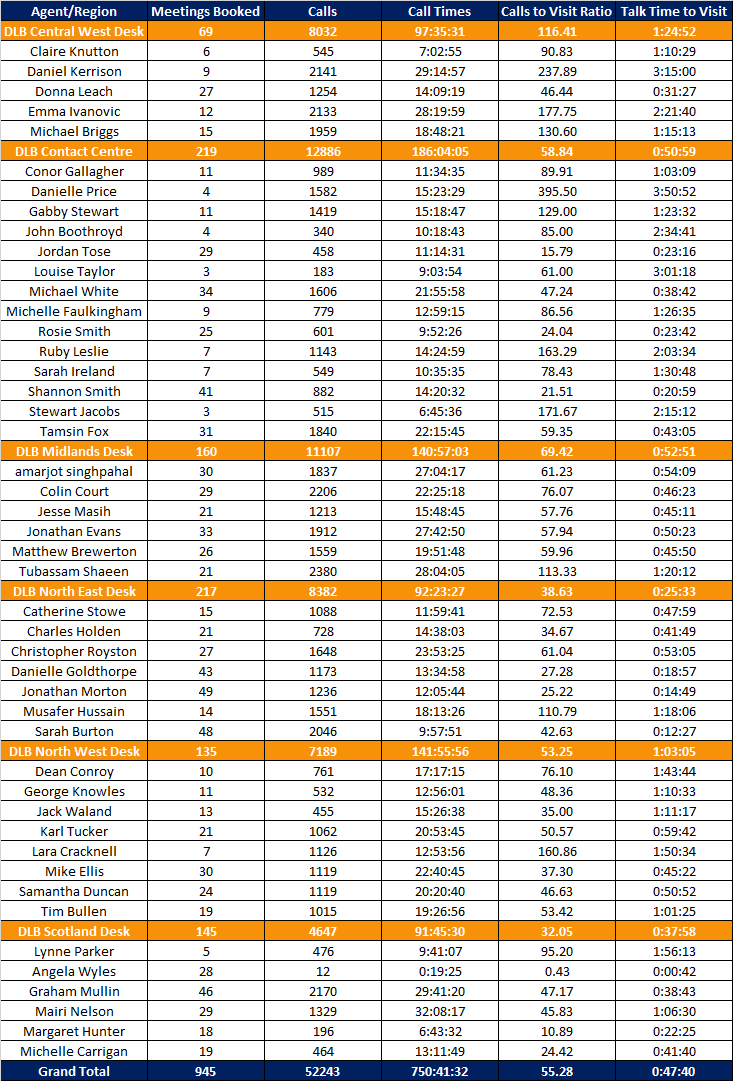 Agent/Region Meetings Booked Calls Call Times Calls to Visit Ratio Talk Time to Visit
DLB Central West Desk 69 8032 97:35:31 116.41 1:24:52
Claire Knutton 6 545 7:02:55 90.83 1:10:29
Daniel Kerrison 9 2141 29:14:57 237.89 3:15:00
Donna Leach 27 1254 14:09:19 46.44 0:31:27
Emma Ivanovic 12 2133 28:19:59 177.75 2:21:40
Michael Briggs 15 1959 18:48:21 130.60 1:15:13
DLB Contact Centre 219 12886 186:04:05 58.84 0:50:59
Conor Gallagher 11 989 11:34:35 89.91 1:03:09
Danielle Price 4 1582 15:23:29 395.50 3:50:52
Gabby Stewart 11 1419 15:18:47 129.00 1:23:32
John Boothroyd 4 340 10:18:43 85.00 2:34:41
Jordan Tose 29 458 11:14:31 15.79 0:23:16
Louise Taylor 3 183 9:03:54 61.00 3:01:18
Michael White 34 1606 21:55:58 47.24 0:38:42
Michelle Faulkingham 9 779 12:59:15 86.56 1:26:35
Rosie Smith 25 601 9:52:26 24.04 0:23:42
Ruby Leslie 7 1143 14:24:59 163.29 2:03:34
Sarah Ireland 7 549 10:35:35 78.43 1:30:48
Shannon Smith 41 882 14:20:32 21.51 0:20:59
Stewart Jacobs 3 515 6:45:36 171.67 2:15:12
Tamsin Fox 31 1840 22:15:45 59.35 0:43:05
DLB Midlands Desk 160 11107 140:57:03 69.42 0:52:51
amarjot singhpahal 30 1837 27:04:17 61.23 0:54:09
Colin Court 29 2206 22:25:18 76.07 0:46:23
Jesse Masih 21 1213 15:48:45 57.76 0:45:11
Jonathan Evans 33 1912 27:42:50 57.94 0:50:23
Matthew Brewerton 26 1559 19:51:48 59.96 0:45:50
Tubassam Shaeen 21 2380 28:04:05 113.33 1:20:12
DLB North East Desk 217 8382 92:23:27 38.63 0:25:33
Catherine Stowe 15 1088 11:59:41 72.53 0:47:59
Charles Holden 21 728 14:38:03 34.67 0:41:49
Christopher Royston 27 1648 23:53:25 61.04 0:53:05
Danielle Goldthorpe 43 1173 13:34:58 27.28 0:18:57
Jonathan Morton 49 1236 12:05:44 25.22 0:14:49
Musafer Hussain 14 1551 18:13:26 110.79 1:18:06
Sarah Burton 48 2046 9:57:51 42.63 0:12:27
DLB North West Desk 135 7189 141:55:56 53.25 1:03:05
Dean Conroy 10 761 17:17:15 76.10 1:43:44
George Knowles 11 532 12:56:01 48.36 1:10:33
Jack Waland 13 455 15:26:38 35.00 1:11:17
Karl Tucker 21 1062 20:53:45 50.57 0:59:42
Lara Cracknell 7 1126 12:53:56 160.86 1:50:34
Mike Ellis 30 1119 22:40:45 37.30 0:45:22
Samantha Duncan 24 1119 20:20:40 46.63 0:50:52
Tim Bullen 19 1015 19:26:56 53.42 1:01:25
DLB Scotland Desk 145 4647 91:45:30 32.05 0:37:58
Lynne Parker 5 476 9:41:07 95.20 1:56:13
Angela Wyles 28 12 0:19:25 0.43 0:00:42
Graham Mullin 46 2170 29:41:20 47.17 0:38:43
Mairi Nelson 29 1329 32:08:17 45.83 1:06:30
Margaret Hunter 18 196 6:43:32 10.89 0:22:25
Michelle Carrigan 19 464 13:11:49 24.42 0:41:40
Grand Total 945 52243 750:41:32 55.28 0:47:40